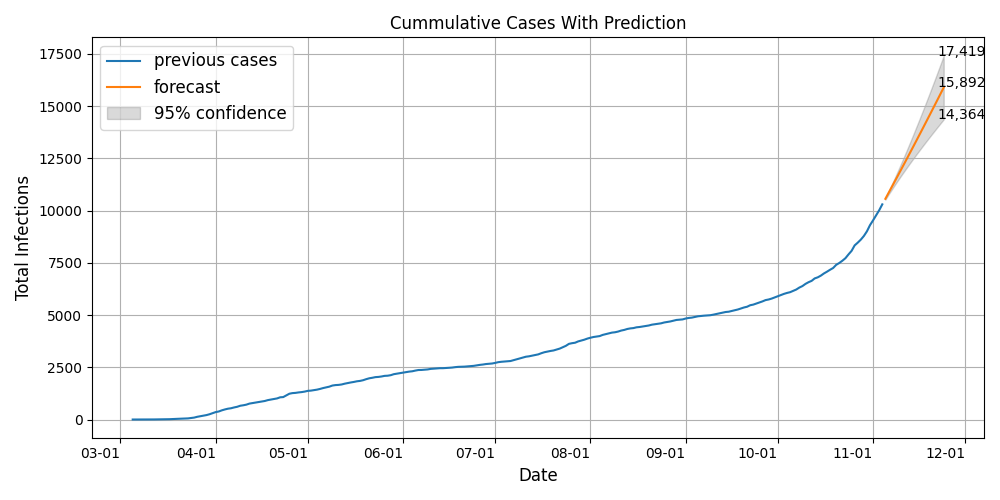 Cummulative Cases With Prediction
previous cases
forecast
95% confidence
17,419
15,892
14,364
17500
15000
12500
10000
7500
5000
2500
0
Total Infections
03-01 04-01 05-01 06-01 07-01 08-01 09-01 10-01 11-01 12-01
Date